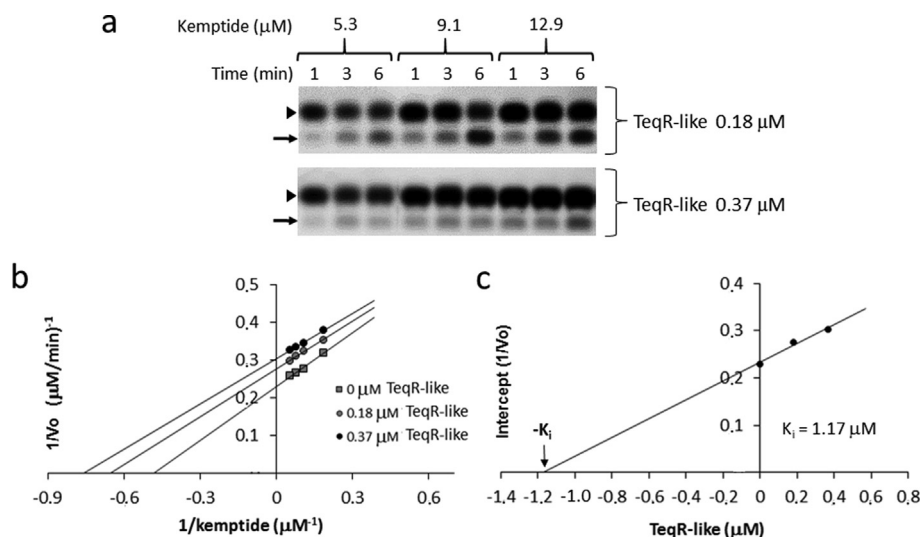 a
Kemptide (µM) 5.3 9.1 12.9
Time (min) 1 3 6 1 3 6 1 3 6
TeqR-like 0.18 µM
TeqR-like 0.37 µM
b
1/Vo (µM/min)⁻¹
0,5
0,4
0.3
0.2
0.1
0 µM TeqR-like
0.18 µM TeqR-like
0.37 µM TeqR-like
-0.9 -0.6 -0.3 0 0.3 0.6
1/kemptide (µM⁻¹)
c
Intercept (1/Vo)
0.4
0.3
0.2
0.1
-Kᵢ
Kᵢ = 1.17 µM
-1,4 -1.2 -1.0 -0.8 -0.6 -0.4 -0.2 0 0,2 0,4 0,6 0,8
TeqR-like (µM)